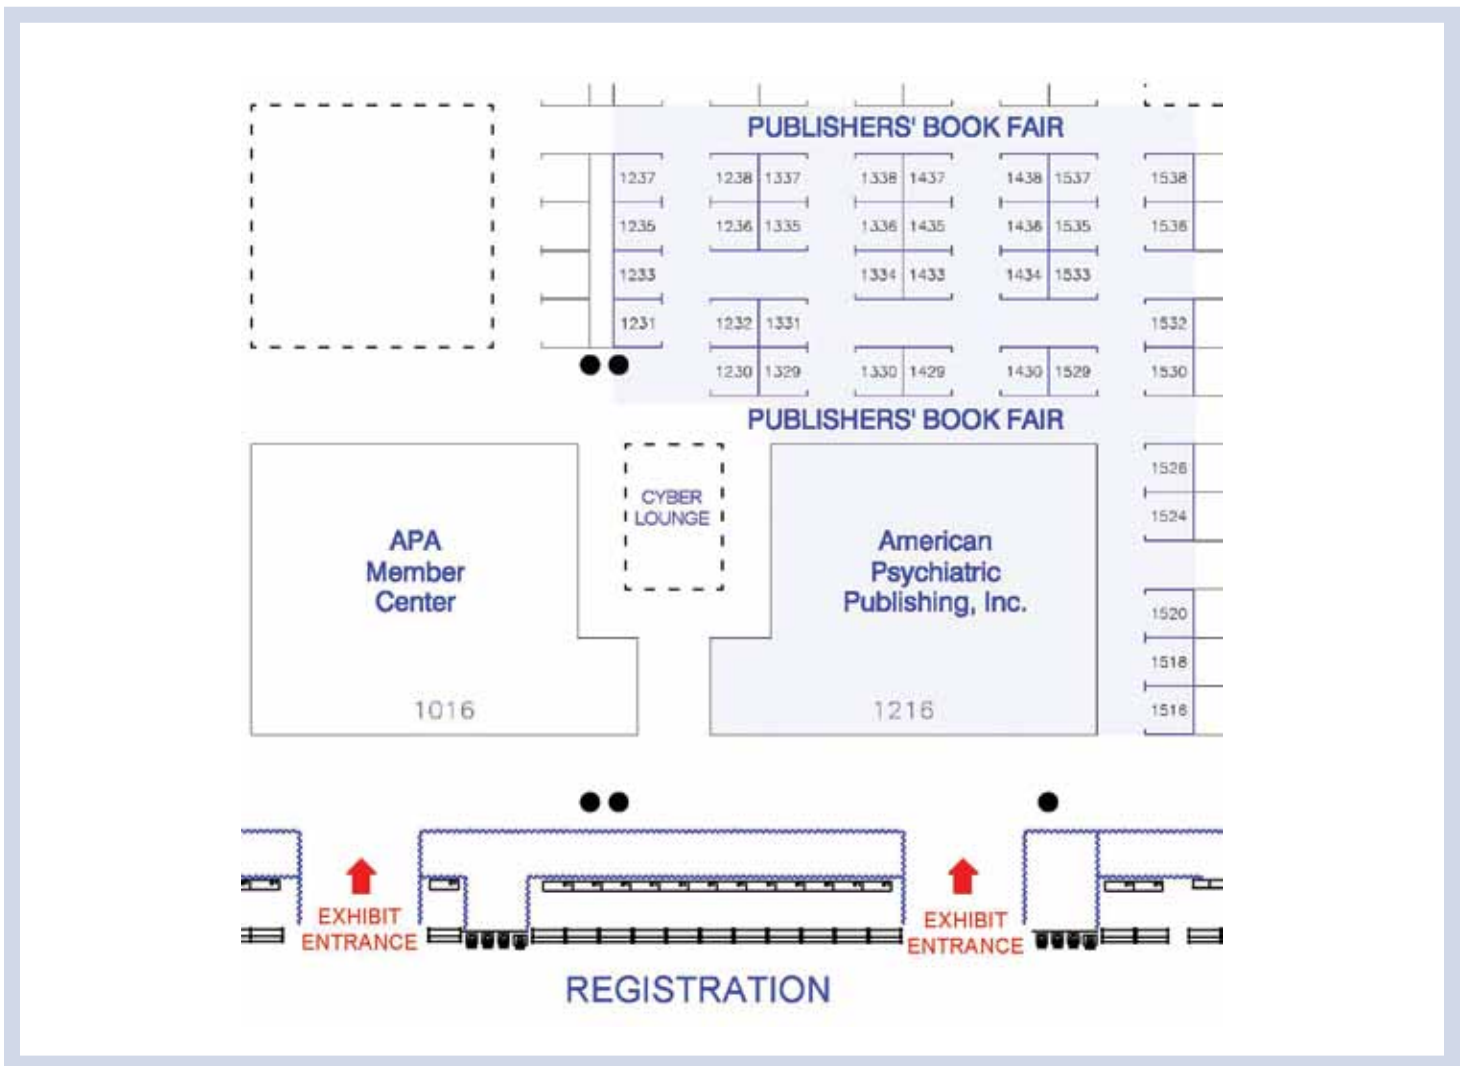 PUBLISHERS' BOOK FAIR
1237 1238 1337 1338 1437 1438 1537 1538
1235 1236 1335 1336 1435 1436 1535 1536
1233 1334 1433 1434 1533
1231 1232 1331 1532
1230 1329 1330 1429 1430 1529 1530
PUBLISHERS' BOOK FAIR
1526
CYBER
LOUNGE
1524
APA
Member
Center
American
Psychiatric
Publishing, Inc.
1520
1518
1016
1216
1516
EXHIBIT
ENTRANCE
EXHIBIT
ENTRANCE
REGISTRATION